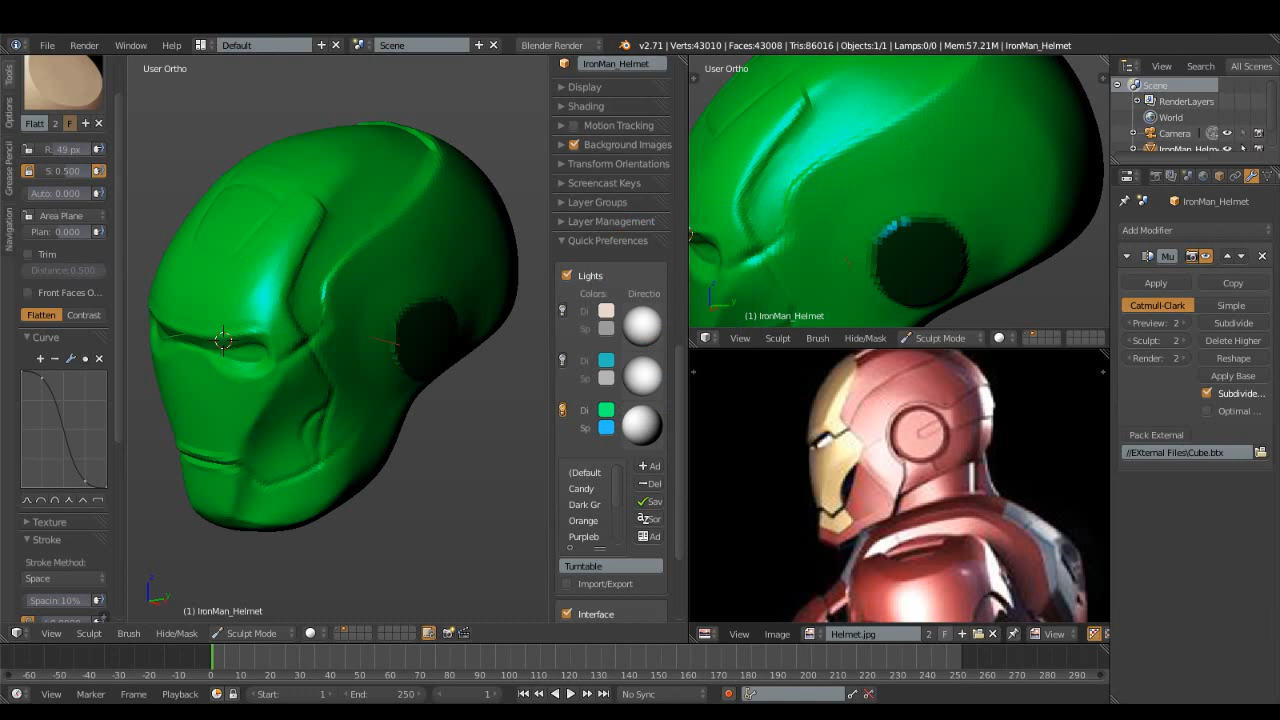 File Render Window Help Default Scene Blender Render v2.71 | Verts:43010 | Faces:43008 | Tris:86016 | Objects:1/1 | Lamps:0/0 | Mem:57.21M | IronMan_Helmet
Tools
Options
Grease Pencil
Navigation
Flatt 2 F
R: 49 px
S: 0.500
Auto: 0.000
Area Plane
Plan: 0.000
Trim
Distance:0.500
Front Faces O...
Flatten Contrast
Curve
Texture
Stroke
Stroke Method:
Space
Spacin: 10%
User Ortho
(1) IronMan_Helmet
View Sculpt Brush Hide/Mask Sculpt Mode
IronMan_Helmet
Display
Shading
Motion Tracking
Background Images
Transform Orientations
Screencast Keys
Layer Groups
Layer Management
Quick Preferences
Lights
Colors: Directio
Di
Sp
Di
Sp
Di
Sp
(Default
Candy
Dark Gr
Orange
Purpleb
Ad
Del
Sav
Sor
Ad
Turntable
Import/Export
Interface
User Ortho
(1) IronMan_Helmet
View Sculpt Brush Hide/Mask Sculpt Mode
View Image Helmet.jpg 2 F View
View Search All Scenes
Scene
RenderLayers
World
Camera
IronMan_Helme
IronMan_Helmet
Add Modifier
Mu
Apply Copy
Catmull-Clark Simple
Preview: 2 Subdivide
Sculpt: 2 Delete Higher
Render: 2 Reshape
Apply Base
Subdivide...
Optimal ...
Pack External
//EXternal Files\Cube.btx
-60 -50 -40 -30 -20 -10 0 10 20 30 40 50 60 70 80 90 100 110 120 130 140 150 160 170 180 190 200 210 220 230 240 250 260 270 280 290
View Marker Frame Playback Start: 1 End: 250 1 No Sync